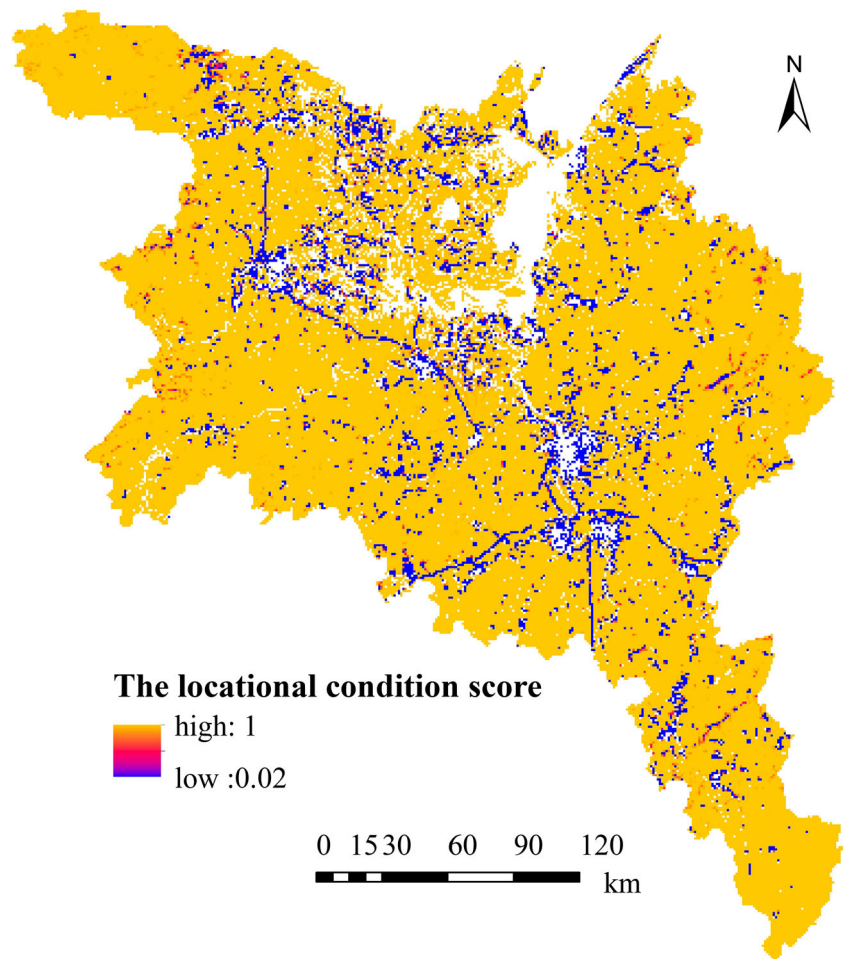 N
The locational condition score
high: 1
low :0.02
0 15 30 60 90 120
km